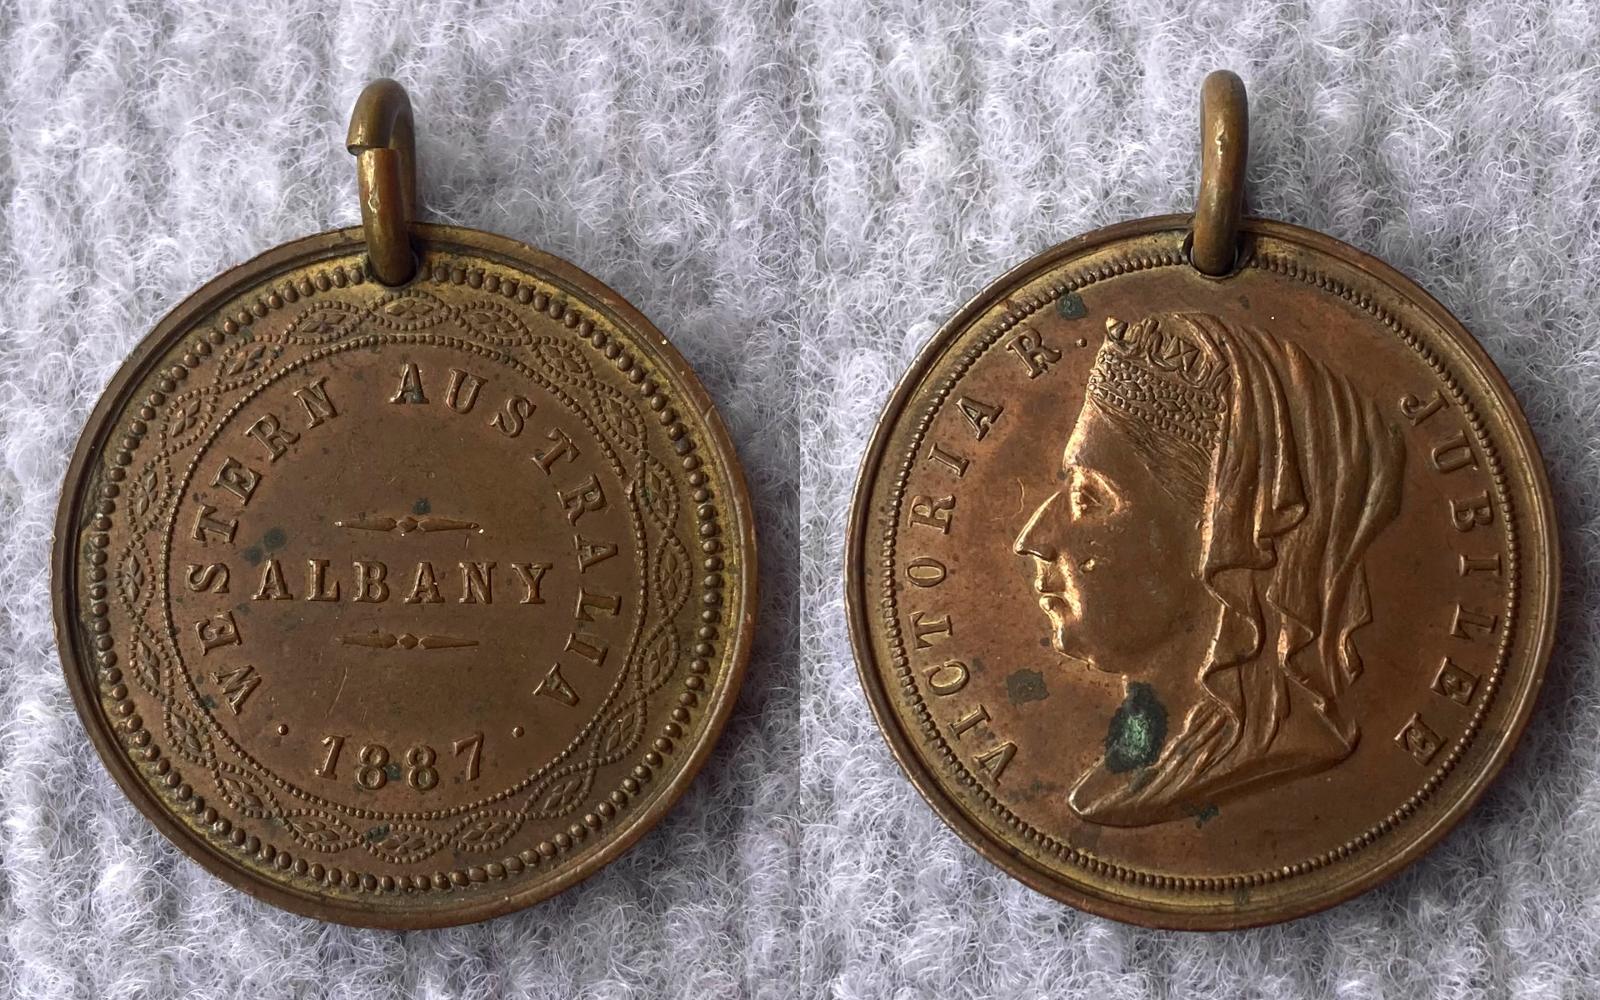 WESTERN AUSTRALIA
ALBANY
· 1887 ·
VICTORIA R. JUBILEE